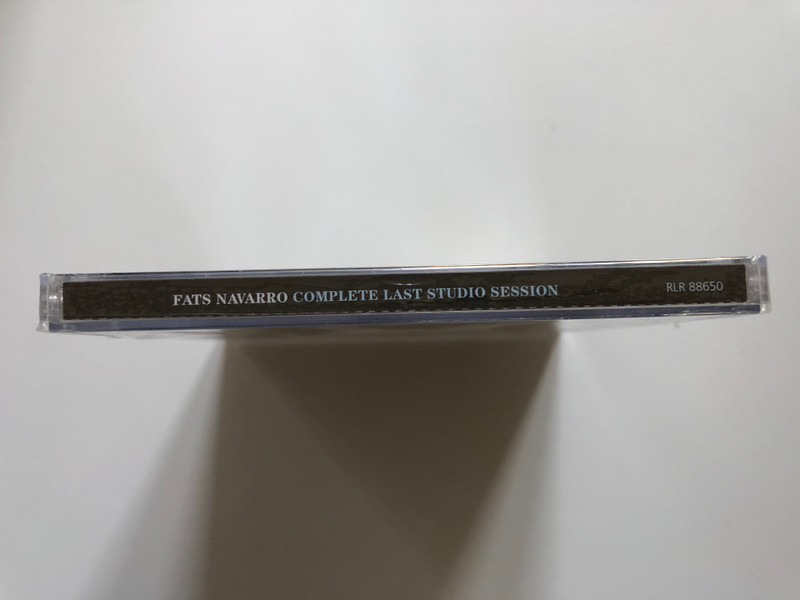 FATS NAVARRO COMPLETE LAST STUDIO SESSION RLR 88650